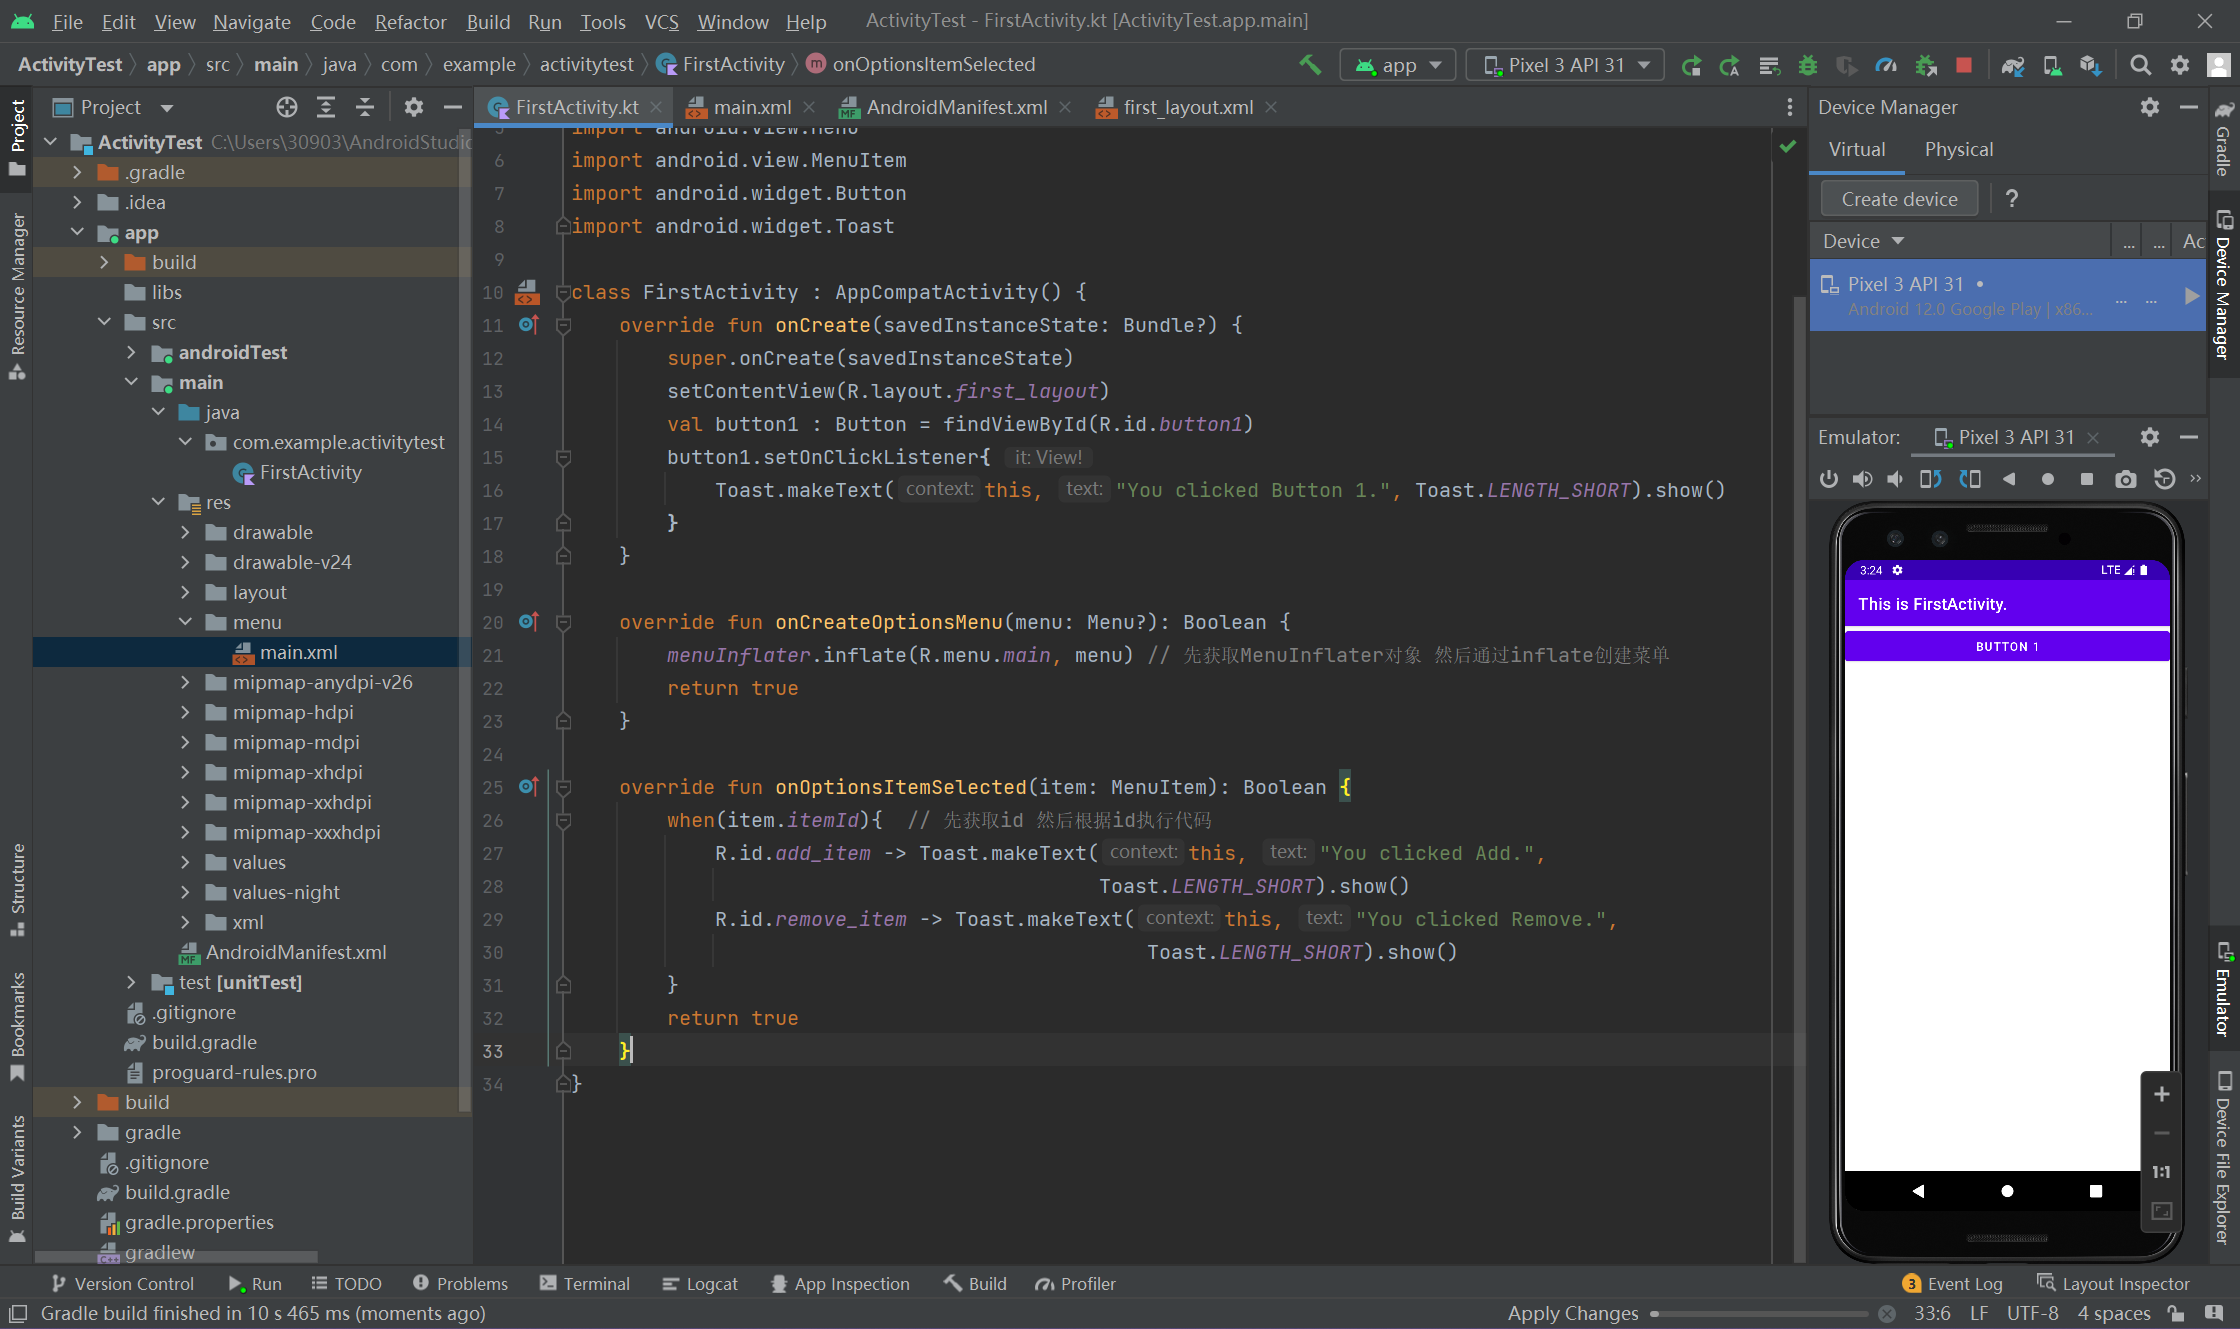 File Edit View Navigate Code Refactor Build Run Tools VCS Window Help ActivityTest - FirstActivity.kt [ActivityTest.app.main]
ActivityTest app src main java com example activitytest FirstActivity onOptionsItemSelected app Pixel 3 API 31
Project
Resource Manager
Structure
Bookmarks
Build Variants
Project
ActivityTest C:\Users\30903\AndroidStudio
.gradle
.idea
app
build
libs
src
androidTest
main
java
com.example.activitytest
FirstActivity
res
drawable
drawable-v24
layout
menu
main.xml
mipmap-anydpi-v26
mipmap-hdpi
mipmap-mdpi
mipmap-xhdpi
mipmap-xxhdpi
mipmap-xxxhdpi
values
values-night
xml
AndroidManifest.xml
test [unitTest]
.gitignore
build.gradle
proguard-rules.pro
build
gradle
.gitignore
build.gradle
gradle.properties
gradlew
FirstActivity.kt main.xml AndroidManifest.xml first_layout.xml
5 import android.view.Menu
6 import android.view.MenuItem
7 import android.widget.Button
8 import android.widget.Toast
9
10 class FirstActivity : AppCompatActivity() {
11 override fun onCreate(savedInstanceState: Bundle?) {
12 super.onCreate(savedInstanceState)
13 setContentView(R.layout.first_layout)
14 val button1 : Button = findViewById(R.id.button1)
15 button1.setOnClickListener{ it: View!
16 Toast.makeText( context: this, text: "You clicked Button 1.", Toast.LENGTH_SHORT).show()
17 }
18 }
19
20 override fun onCreateOptionsMenu(menu: Menu?): Boolean {
21 menuInflater.inflate(R.menu.main, menu) // 先获取MenuInflater对象 然后通过inflate创建菜单
22 return true
23 }
24
25 override fun onOptionsItemSelected(item: MenuItem): Boolean {
26 when(item.itemId){ // 先获取id 然后根据id执行代码
27 R.id.add_item -> Toast.makeText( context: this, text: "You clicked Add.",
28 Toast.LENGTH_SHORT).show()
29 R.id.remove_item -> Toast.makeText( context: this, text: "You clicked Remove.",
30 Toast.LENGTH_SHORT).show()
31 }
32 return true
33 }
34 }
Device Manager
Virtual Physical
Create device ?
Device ... ... Ac
Pixel 3 API 31
Android 12.0 Google Play | x86... ... ...
Emulator: Pixel 3 API 31
3:24 LTE
This is FirstActivity.
BUTTON 1
1:1
Gradle
Device Manager
Emulator
Device File Explorer
Version Control Run TODO Problems Terminal Logcat App Inspection Build Profiler 3 Event Log Layout Inspector
Gradle build finished in 10 s 465 ms (moments ago) Apply Changes 33:6 LF UTF-8 4 spaces